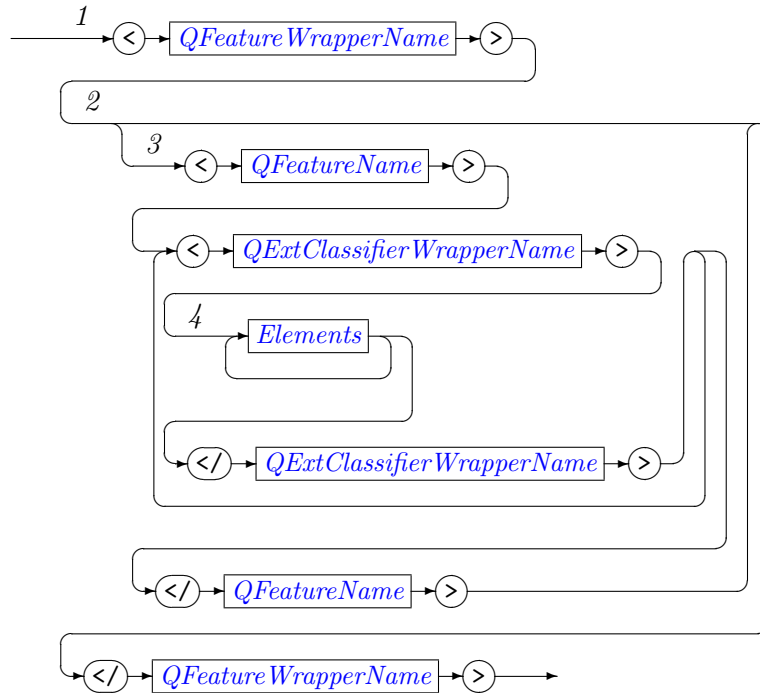 1
< QFeatureWrapperName >
2
3
< QFeatureName >
< QExtClassifierWrapperName >
4
Elements
</ QExtClassifierWrapperName >
</ QFeatureName >
</ QFeatureWrapperName >